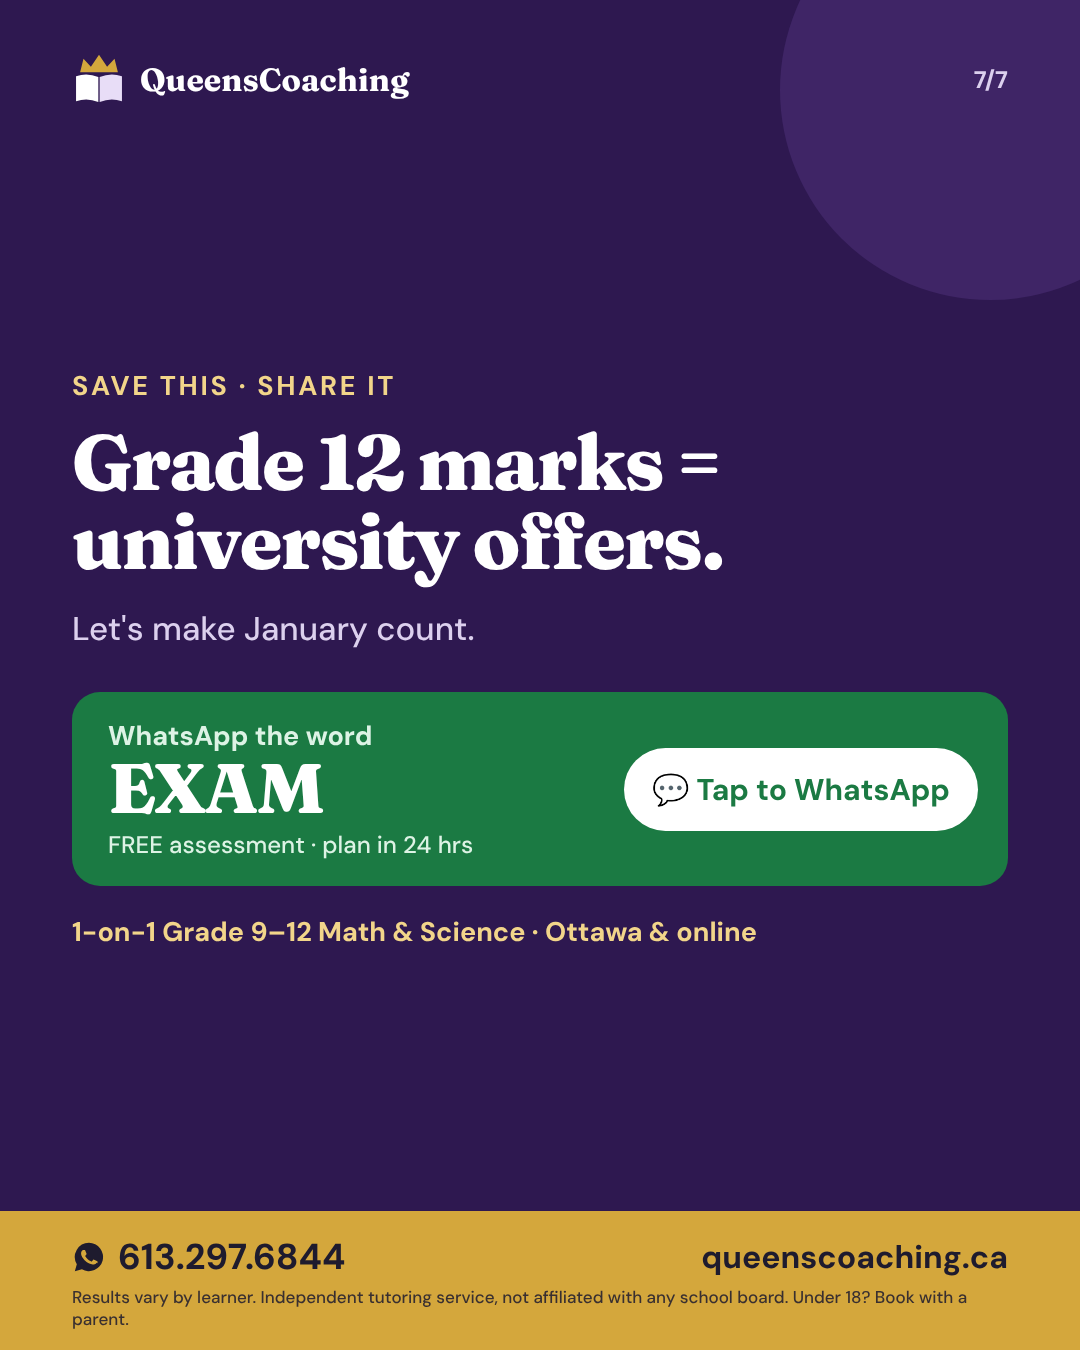 QueensCoaching
7/7
SAVE THIS · SHARE IT
Grade 12 marks =
university offers.
Let's make January count.
WhatsApp the word
EXAM
FREE assessment · plan in 24 hrs
💬 Tap to WhatsApp
1-on-1 Grade 9–12 Math & Science · Ottawa & online
613.297.6844
queenscoaching.ca
Results vary by learner. Independent tutoring service, not affiliated with any school board. Under 18? Book with a
parent.